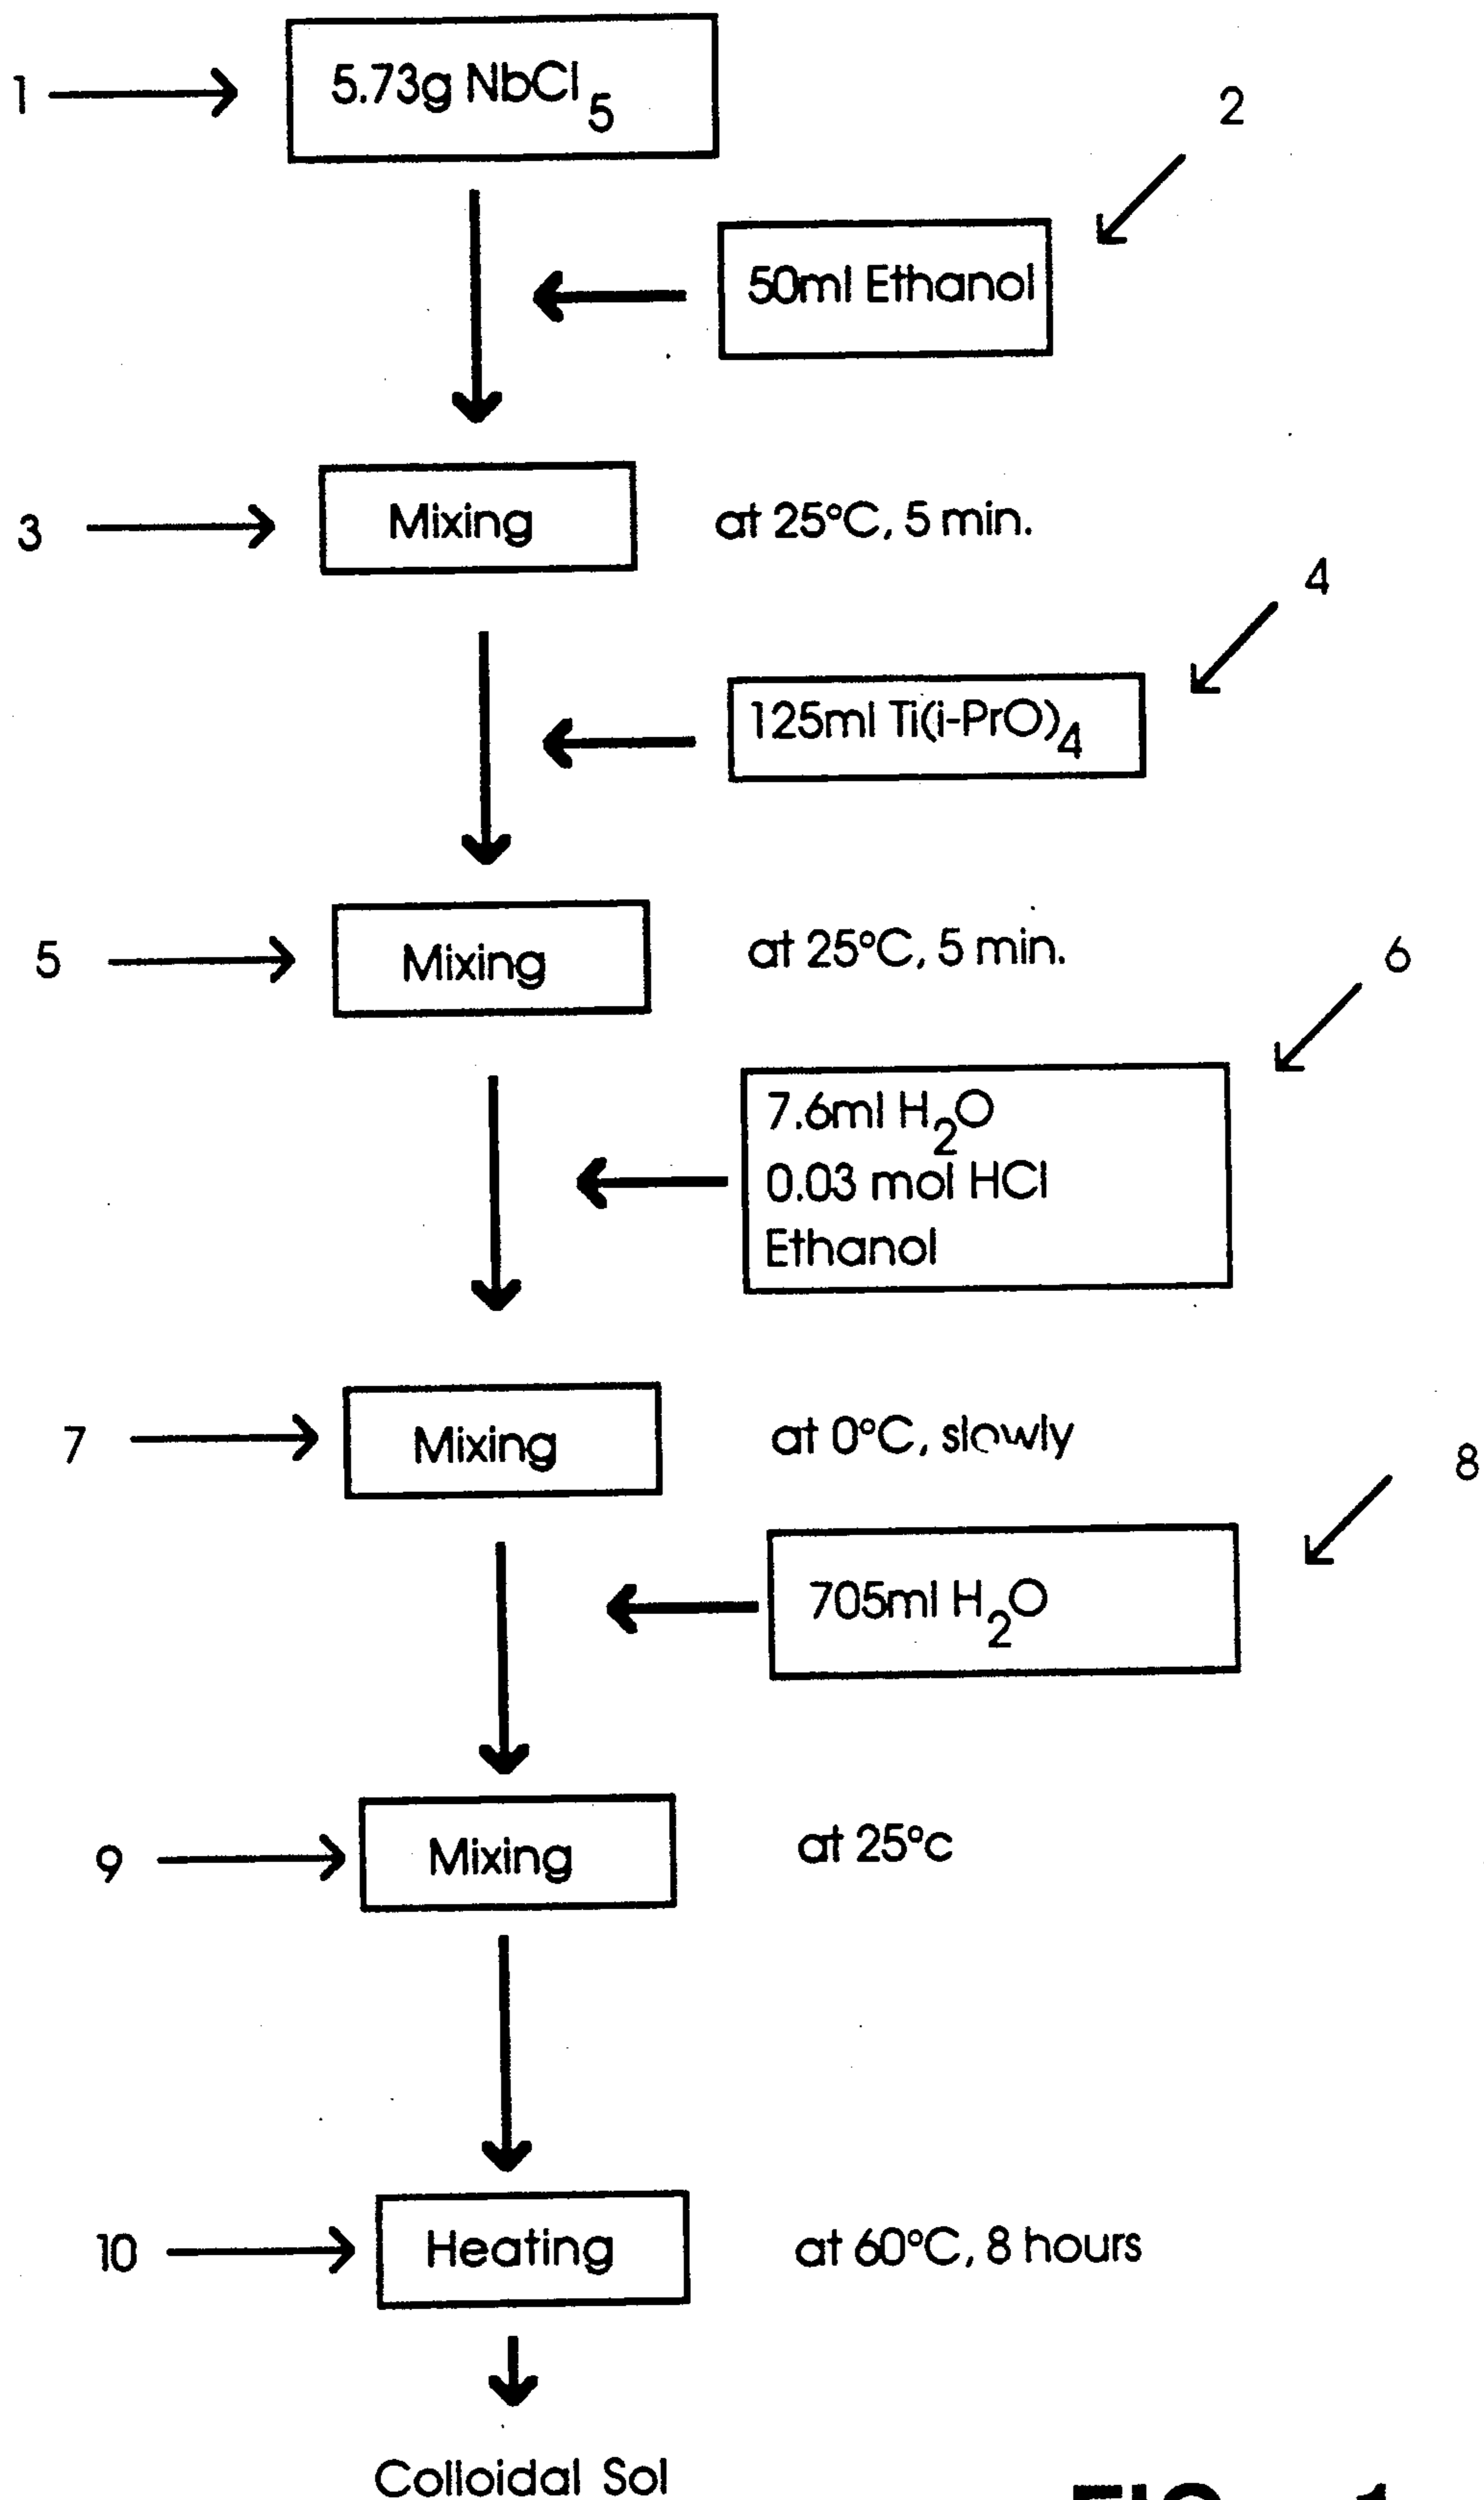 1
5.73g NbCl5
2
50ml Ethanol
3
Mixing
at 25°C, 5 min.
4
125ml Ti(i-PrO)4
5
Mixing
at 25°C, 5 min.
6
7.6ml H2O
0.03 mol HCl
Ethanol
7
Mixing
at 0°C, slowly
8
705ml H2O
9
Mixing
at 25°c
10
Heating
at 60°C, 8 hours
Colloidal Sol